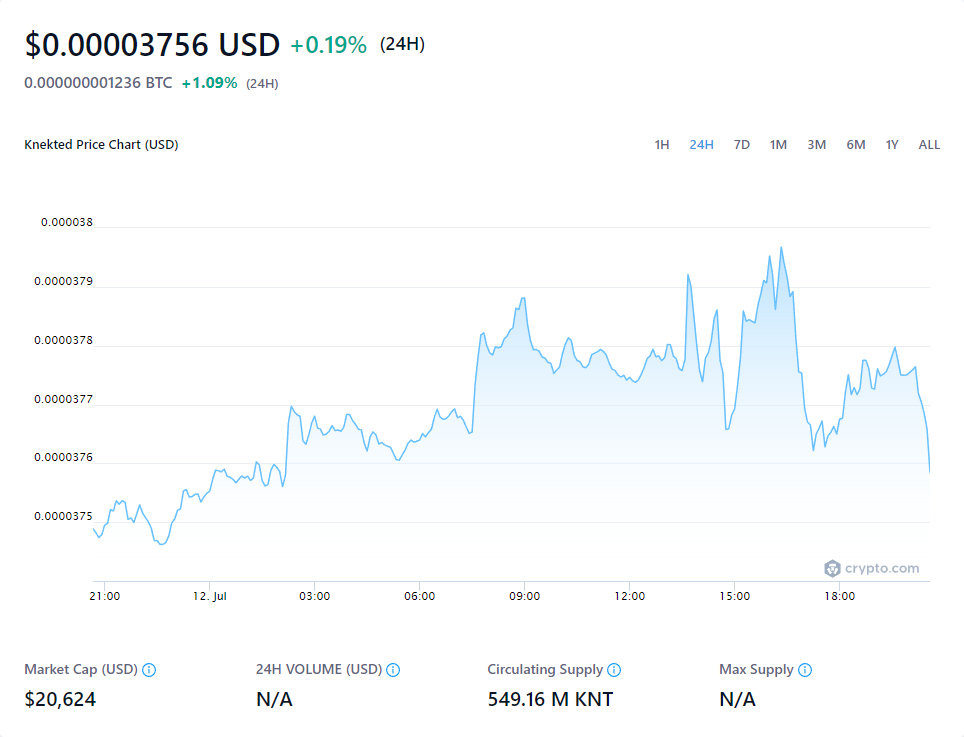 $0.00003756 USD +0.19% (24H)
0.000000001236 BTC +1.09% (24H)
Knekted Price Chart (USD) 1H 24H 7D 1M 3M 6M 1Y ALL
0.000038
0.0000379
0.0000378
0.0000377
0.0000376
0.0000375
crypto.com
21:00 12. Jul 03:00 06:00 09:00 12:00 15:00 18:00
Market Cap (USD) 24H VOLUME (USD) Circulating Supply Max Supply
$20,624 N/A 549.16 M KNT N/A